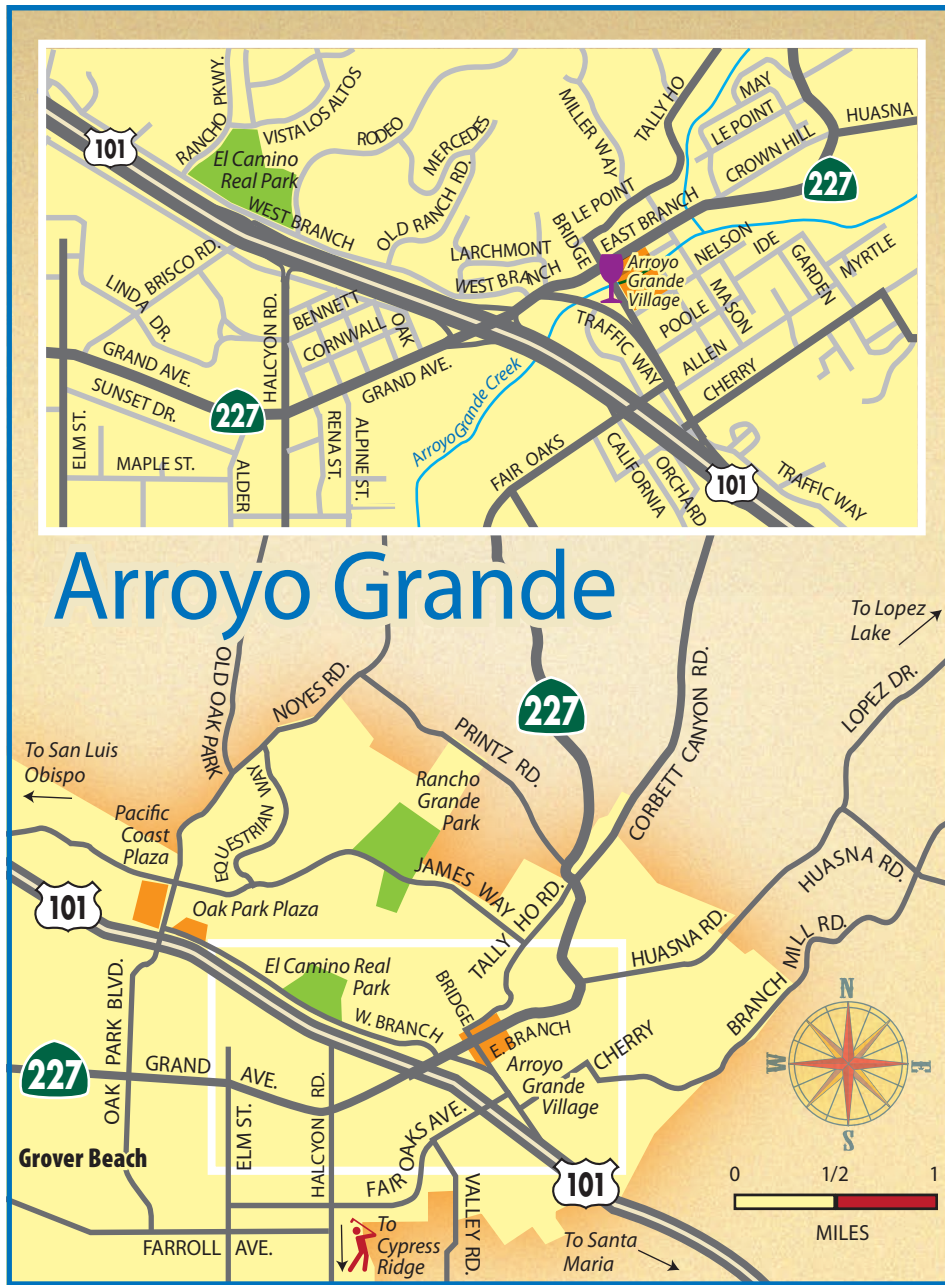 RANCHO PKWY.
VISTA LOS ALTOS
RODEO
MERCEDES
OLD RANCH RD.
MILLER WAY
TALLY HO
MAY
LE POINT
CROWN HILL
HUASNA
101
El Camino
Real Park
WEST BRANCH
227
LE POINT
BRIDGE
EAST BRANCH
LARCHMONT
WEST BRANCH
NELSON
IDE
GARDEN
MYRTLE
Arroyo
Grande
Village
MASON
POOLE
ALLEN
CHERRY
BRISCO RD.
LINDA DR.
HALCYON RD.
BENNETT
CORNWALL
OAK
TRAFFIC WAY
GRAND AVE.
GRAND AVE.
SUNSET DR.
227
Arroyo Grande Creek
ELM ST.
MAPLE ST.
ALDER
RENA ST.
ALPINE ST.
FAIR OAKS
CALIFORNIA
ORCHARD
101
TRAFFIC WAY
Arroyo Grande
To Lopez
Lake
OLD OAK PARK
NOYES RD.
227
PRINTZ RD.
CORBETT CANYON RD.
LOPEZ DR.
To San Luis
Obispo
Pacific
Coast
Plaza
EQUESTRIAN WAY
Rancho
Grande
Park
JAMES WAY
Oak Park Plaza
101
TALLY HO RD.
HUASNA RD.
HUASNA RD.
BRANCH MILL RD.
El Camino Real
Park
OAK PARK BLVD.
W. BRANCH
BRIDGE
E. BRANCH
CHERRY
Arroyo
Grande
Village
N
W
E
S
227
GRAND AVE.
ELM ST.
HALCYON RD.
FAIR OAKS AVE.
Grover Beach
101
VALLEY RD.
0 1/2 1
MILES
FARROLL AVE.
To
Cypress
Ridge
To Santa
Maria